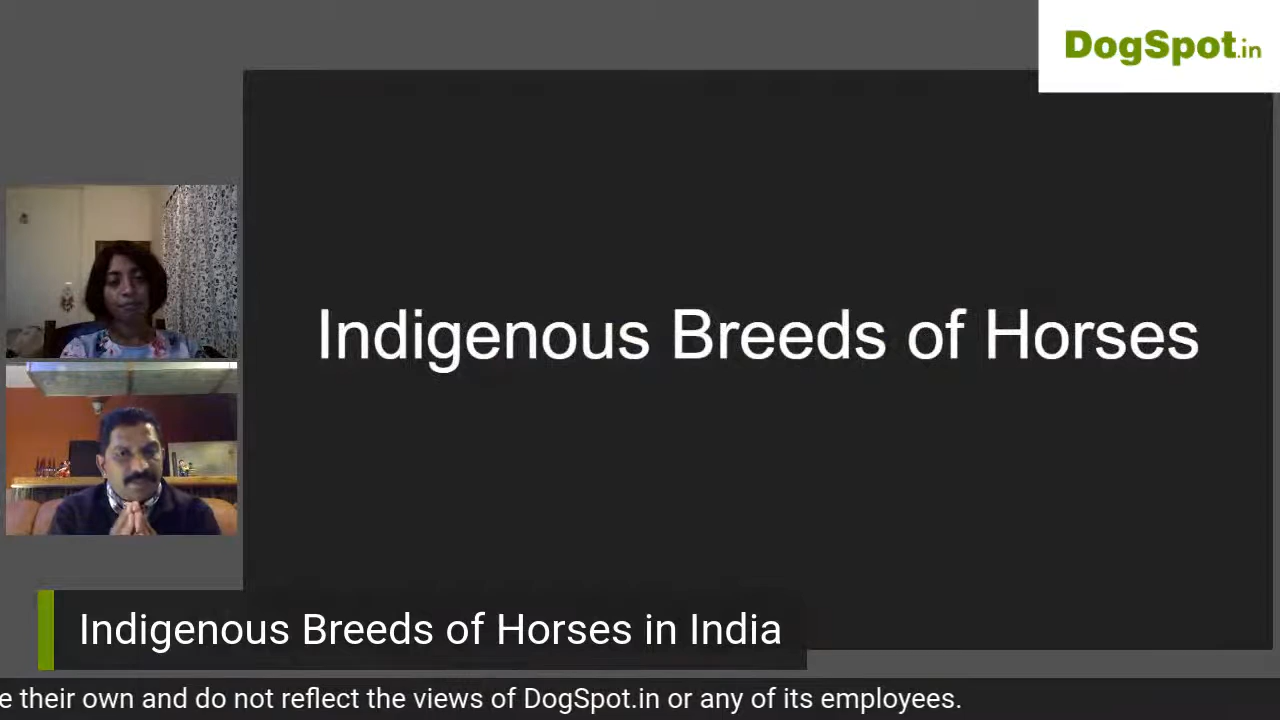 DogSpot.in
Indigenous Breeds of Horses
Indigenous Breeds of Horses in India
e their own and do not reflect the views of DogSpot.in or any of its employees.